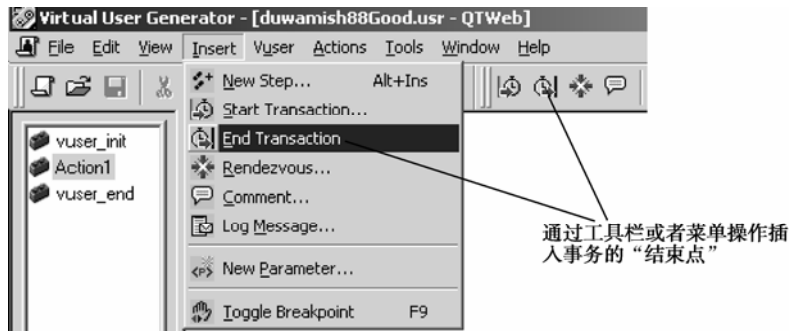 Virtual User Generator - [duwamish88Good.usr - QTWeb]
File Edit View Insert Vuser Actions Tools Window Help
New Step... Alt+Ins
Start Transaction...
End Transaction
Rendezvous...
Comment...
Log Message...
New Parameter...
Toggle Breakpoint F9
vuser_init
Action1
vuser_end
通过工具栏或者菜单操作插
入事务的“结束点”